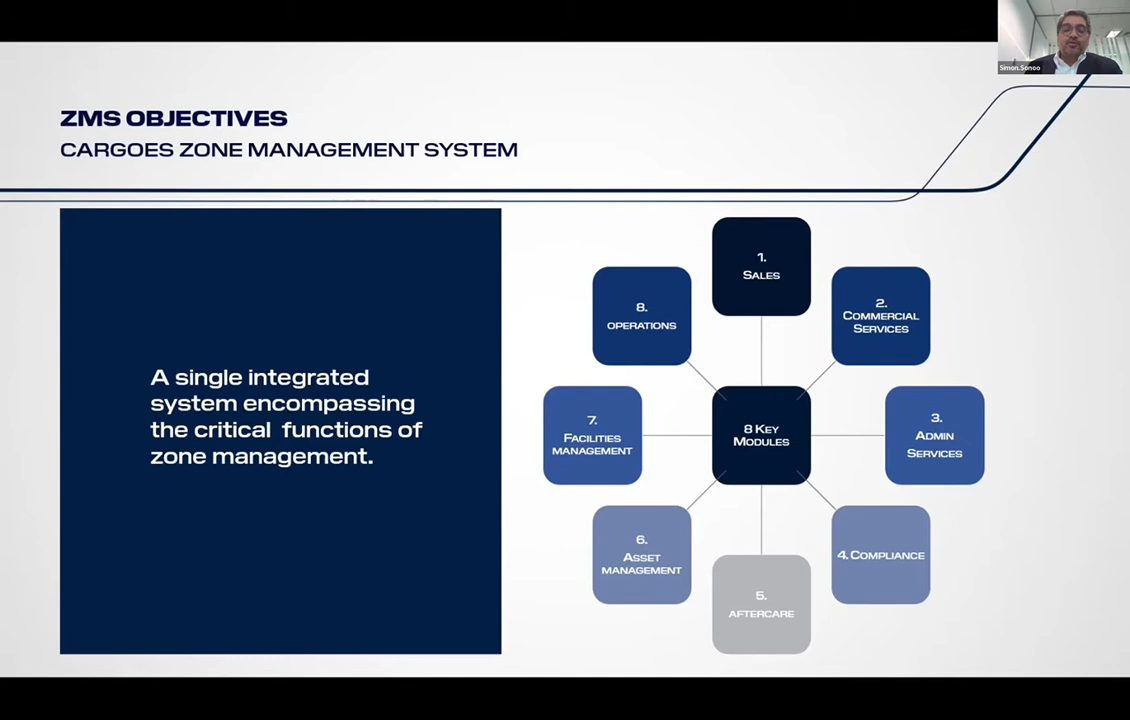 Simon.Sonoo
ZMS OBJECTIVES
CARGOES ZONE MANAGEMENT SYSTEM
A single integrated
system encompassing
the critical functions of
zone management.
1.
SALES
2.
COMMERCIAL
SERVICES
3.
ADMIN
SERVICES
4. COMPLIANCE
5.
AFTERCARE
6.
ASSET
MANAGEMENT
7.
FACILITIES
MANAGEMENT
8.
OPERATIONS
8 KEY
MODULES